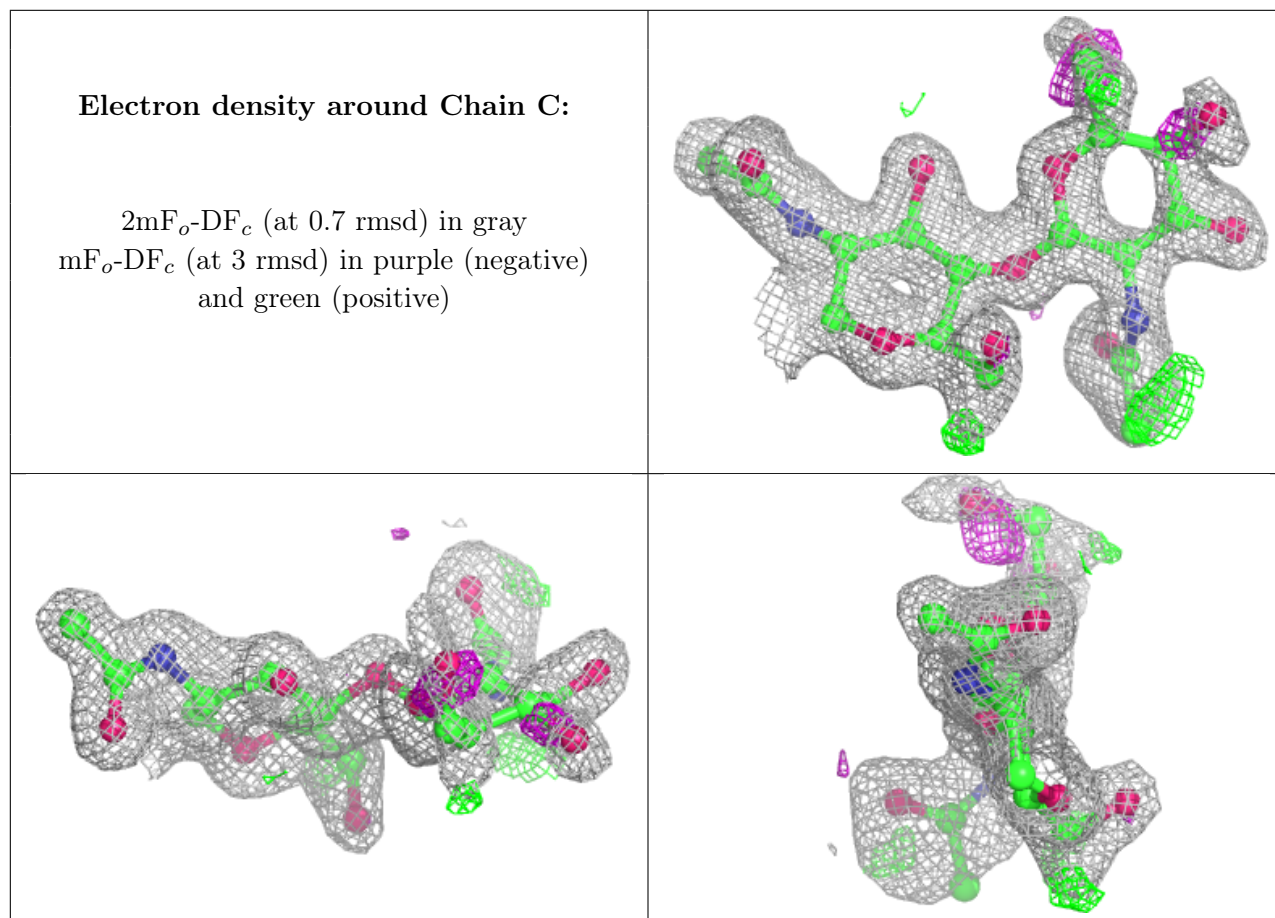 Electron density around Chain C:
2mFₒ-DF𝒸 (at 0.7 rmsd) in gray
mFₒ-DF𝒸 (at 3 rmsd) in purple (negative)
and green (positive)